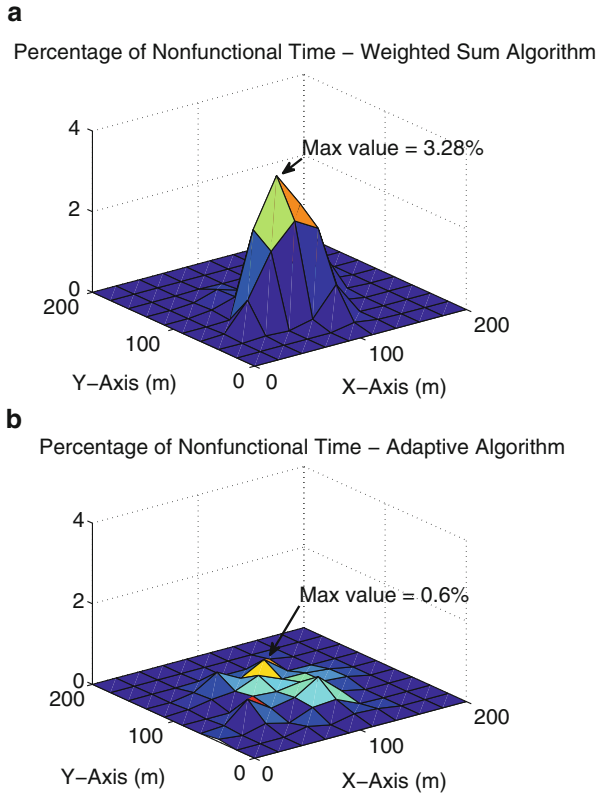 a
Percentage of Nonfunctional Time − Weighted Sum Algorithm
Max value = 3.28%
4
2
0
200
100
0
Y−Axis (m)
0
100
200
X−Axis (m)
b
Percentage of Nonfunctional Time − Adaptive Algorithm
Max value = 0.6%
4
2
0
200
100
0
Y−Axis (m)
0
100
200
X−Axis (m)